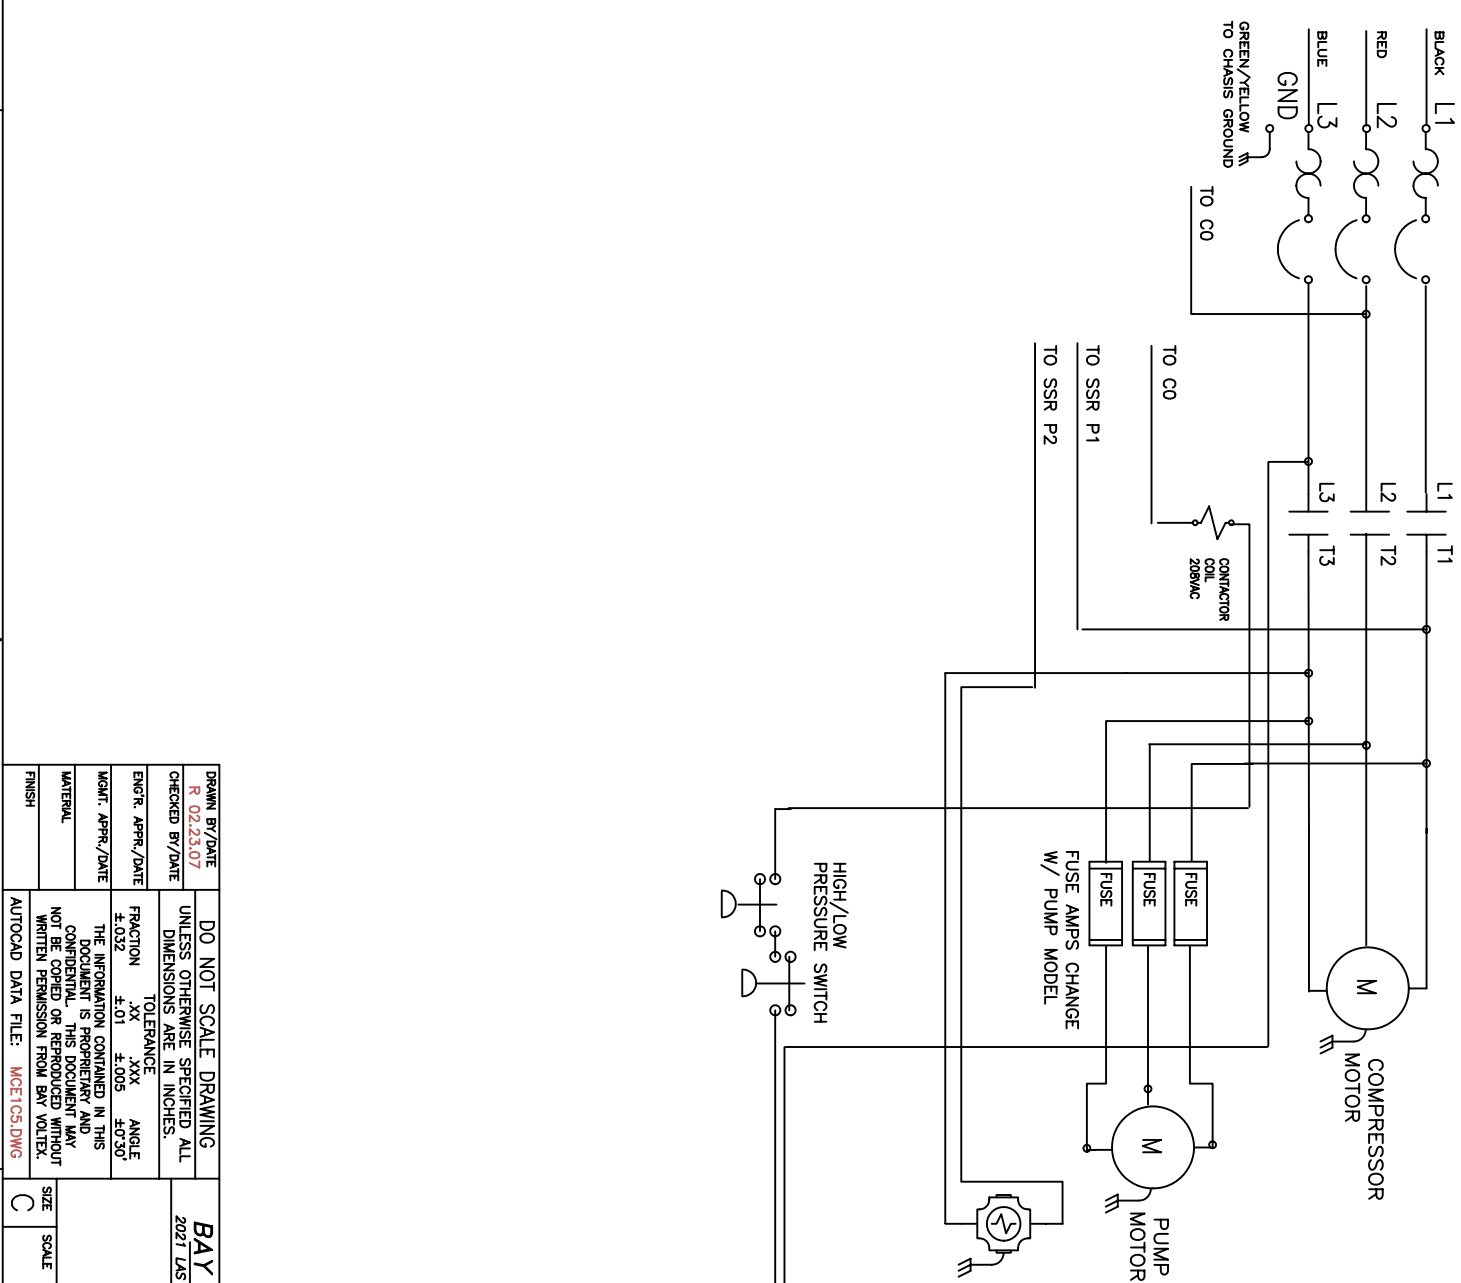 BLACK
L1
RED
L2
BLUE
L3
GND
GREEN/YELLOW
TO CHASIS GROUND
TO CO
TO CO
TO SSR P1
TO SSR P2
L1
T1
L2
T2
L3
T3
CONTACTOR
COIL
208VAC
FUSE
FUSE
FUSE
FUSE AMPS CHANGE
W/ PUMP MODEL
HIGH/LOW
PRESSURE SWITCH
M
COMPRESSOR
MOTOR
M
PUMP
MOTOR
DRAWN BY/DATE
R 02.23.07
CHECKED BY/DATE
ENG'R. APPR./DATE
MGMT. APPR./DATE
MATERIAL
FINISH
DO NOT SCALE DRAWING
UNLESS OTHERWISE SPECIFIED ALL
DIMENSIONS ARE IN INCHES.
TOLERANCE
FRACTION .XX .XXX ANGLE
±.032 ±.01 ±.005 ±0°30'
THE INFORMATION CONTAINED IN THIS
DOCUMENT IS PROPRIETARY AND
CONFIDENTIAL. THIS DOCUMENT MAY
NOT BE COPIED OR REPRODUCED WITHOUT
WRITTEN PERMISSION FROM BAY VOLTEX.
AUTOCAD DATA FILE: MCE1C5.DWG
BAY
2021 LAS
SIZE
C
SCALE